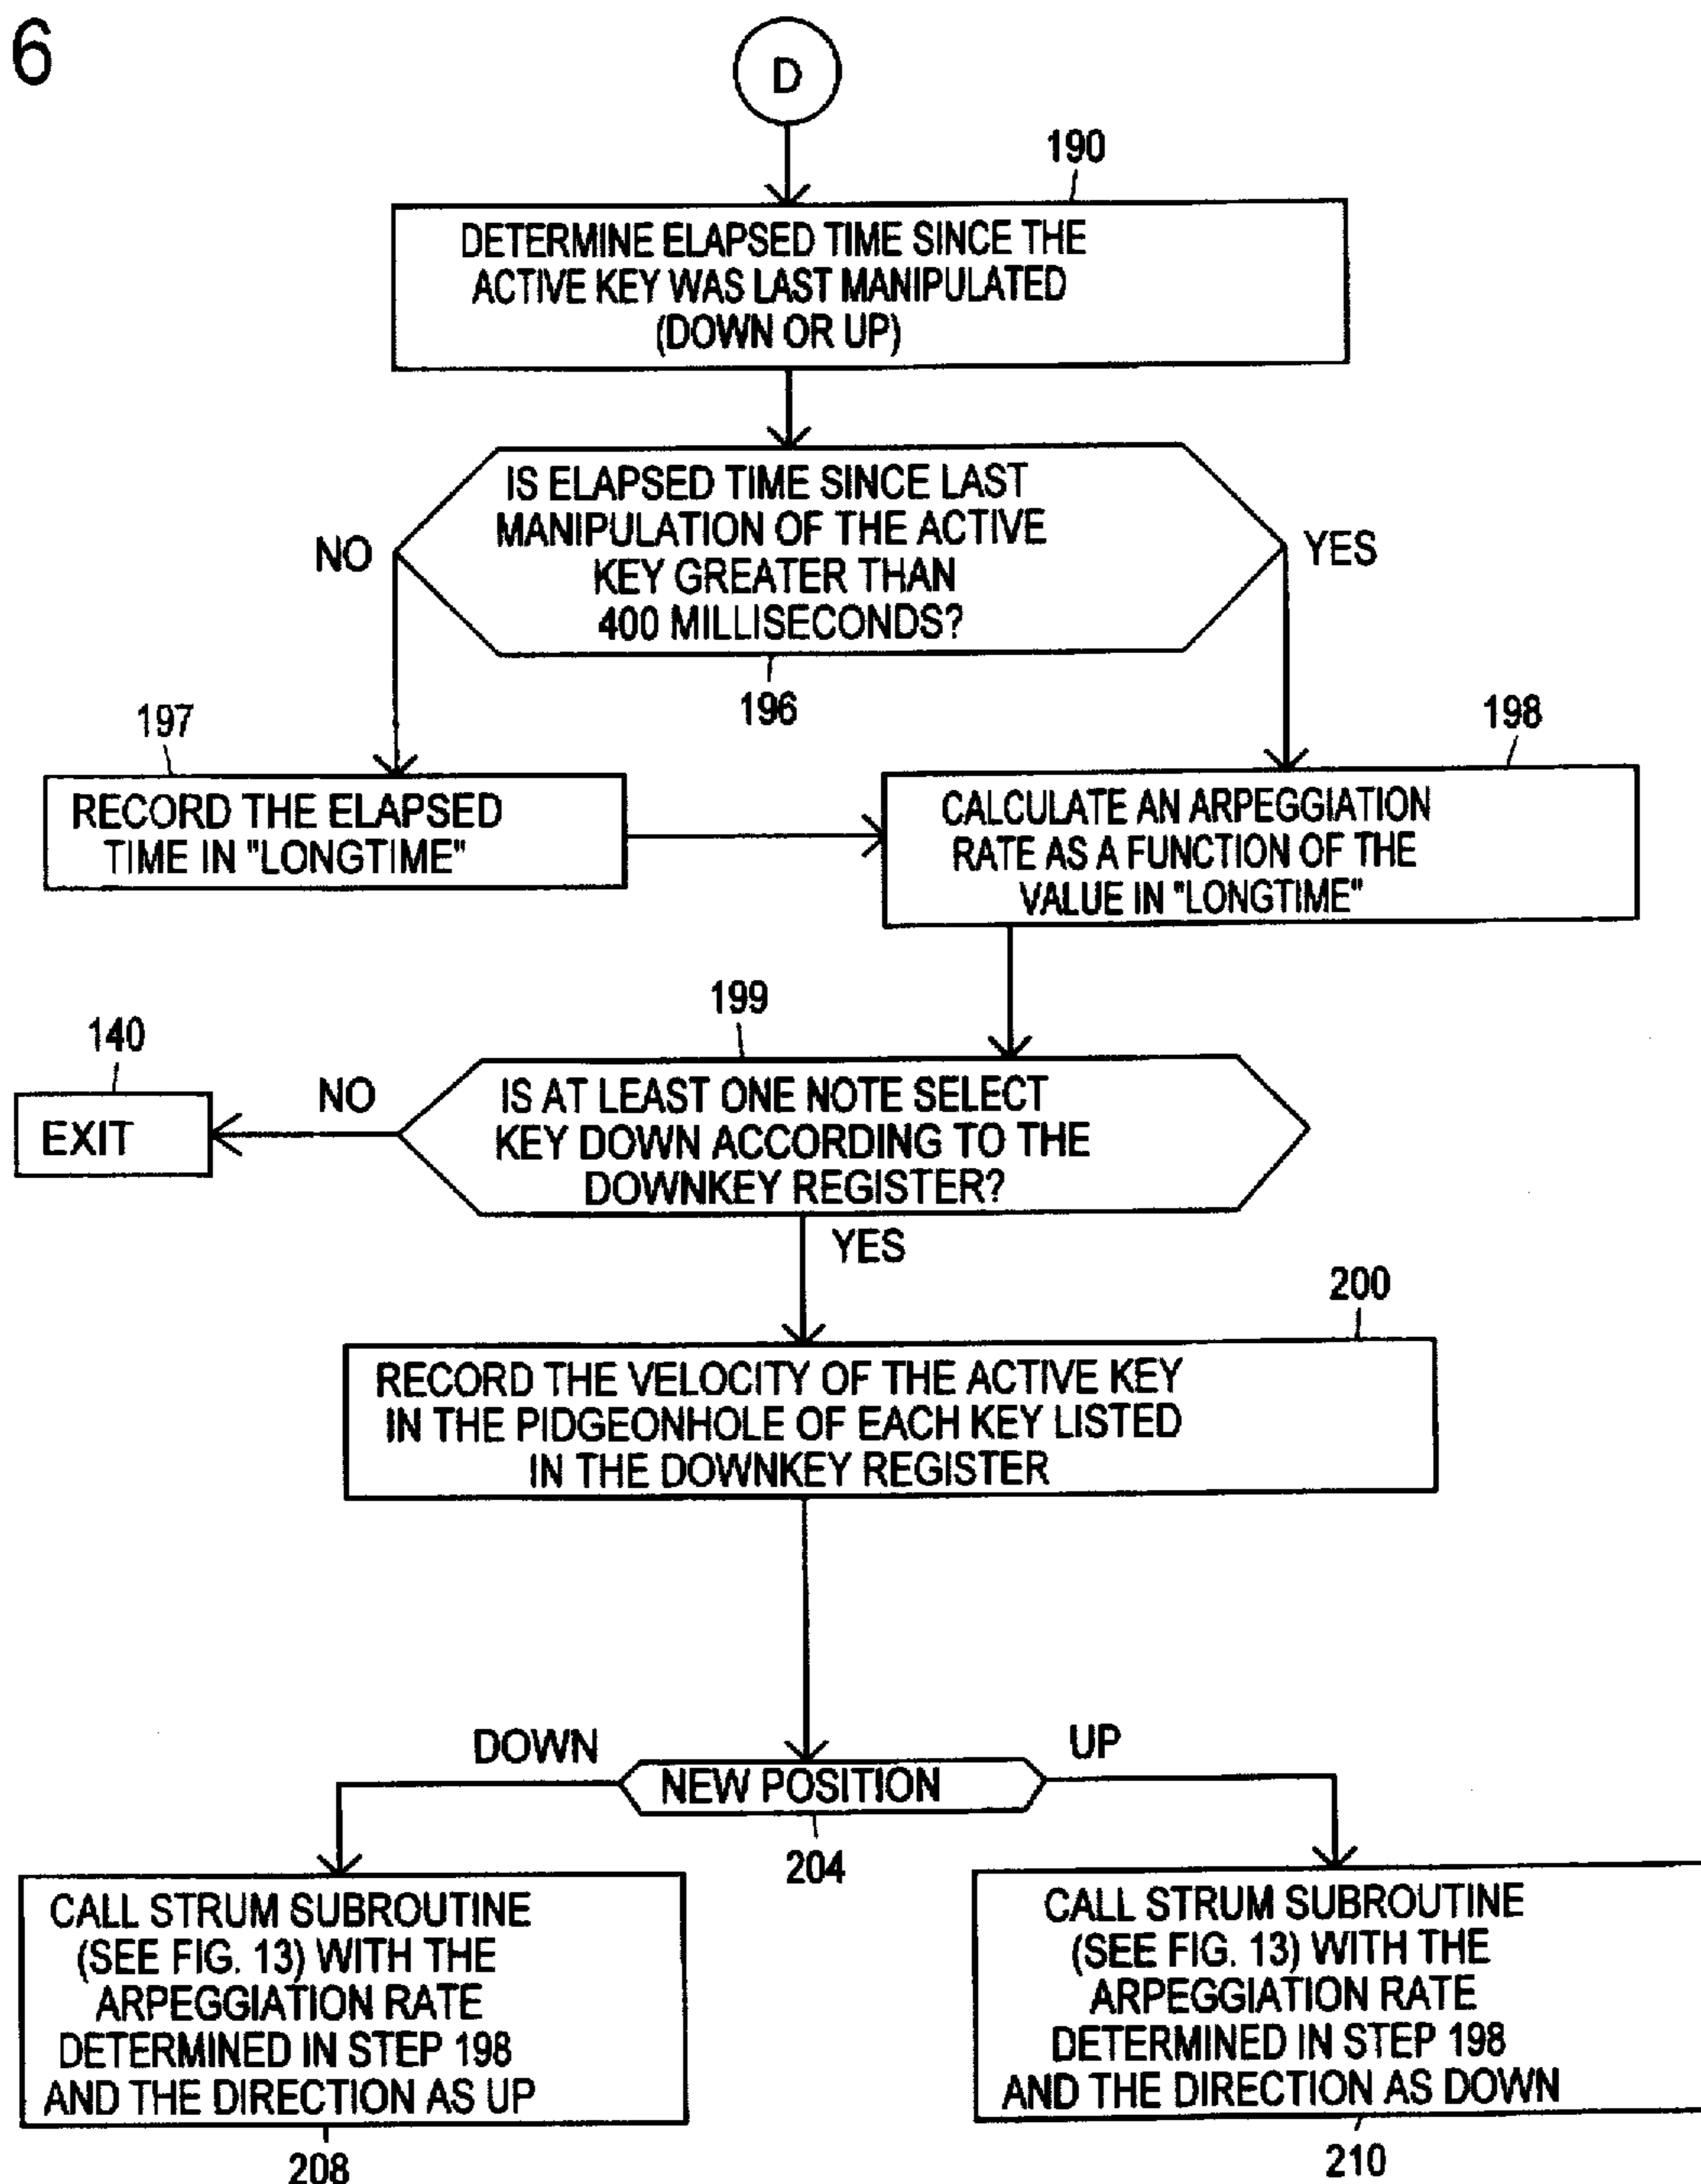 6
D
190
DETERMINE ELAPSED TIME SINCE THE
ACTIVE KEY WAS LAST MANIPULATED
(DOWN OR UP)
IS ELAPSED TIME SINCE LAST
MANIPULATION OF THE ACTIVE
KEY GREATER THAN
400 MILLISECONDS?
NO
YES
196
197
198
RECORD THE ELAPSED
TIME IN "LONGTIME"
CALCULATE AN ARPEGGIATION
RATE AS A FUNCTION OF THE
VALUE IN "LONGTIME"
199
140
NO
EXIT
IS AT LEAST ONE NOTE SELECT
KEY DOWN ACCORDING TO THE
DOWNKEY REGISTER?
YES
200
RECORD THE VELOCITY OF THE ACTIVE KEY
IN THE PIDGEONHOLE OF EACH KEY LISTED
IN THE DOWNKEY REGISTER
DOWN
UP
NEW POSITION
204
CALL STRUM SUBROUTINE
(SEE FIG. 13) WITH THE
ARPEGGIATION RATE
DETERMINED IN STEP 198
AND THE DIRECTION AS UP
208
CALL STRUM SUBROUTINE
(SEE FIG. 13) WITH THE
ARPEGGIATION RATE
DETERMINED IN STEP 198
AND THE DIRECTION AS DOWN
210